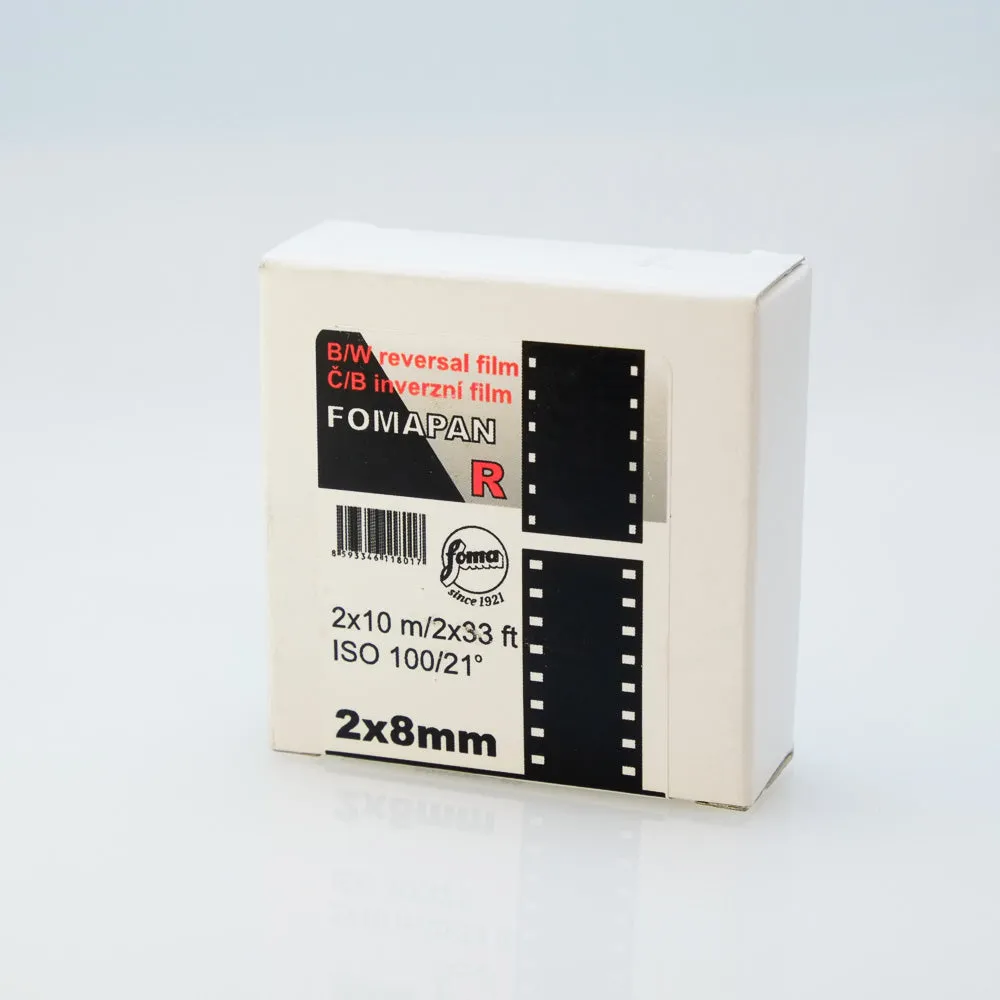 B/W reversal film
Č/B inverzní film
FOMAPAN
R
8593346118017
foma
since 1921
2x10 m/2x33 ft
ISO 100/21°
2x8mm